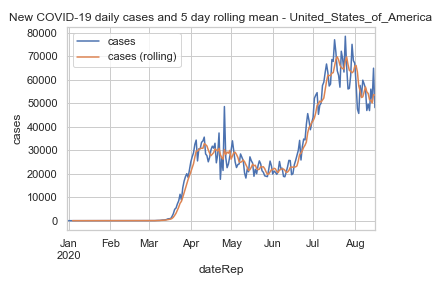 New COVID-19 daily cases and 5 day rolling mean - United_States_of_America
80000
70000
60000
50000
40000
30000
20000
10000
0
cases
cases (rolling)
cases
Jan Feb Mar Apr May Jun Jul Aug
2020
dateRep